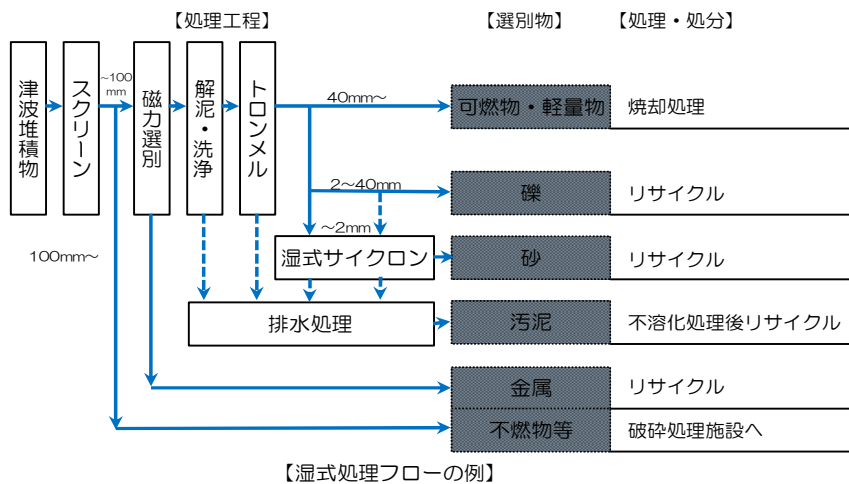 【処理工程】
【選別物】
【処理・処分】
津波堆積物
スクリーン
~100
mm
磁力選別
解泥・洗浄
トロンメル
40mm～
可燃物・軽量物
焼却処理
2～40mm
礫
リサイクル
～2mm
湿式サイクロン
砂
リサイクル
100mm～
排水処理
汚泥
不溶化処理後リサイクル
金属
リサイクル
不燃物等
破砕処理施設へ
【湿式処理フローの例】